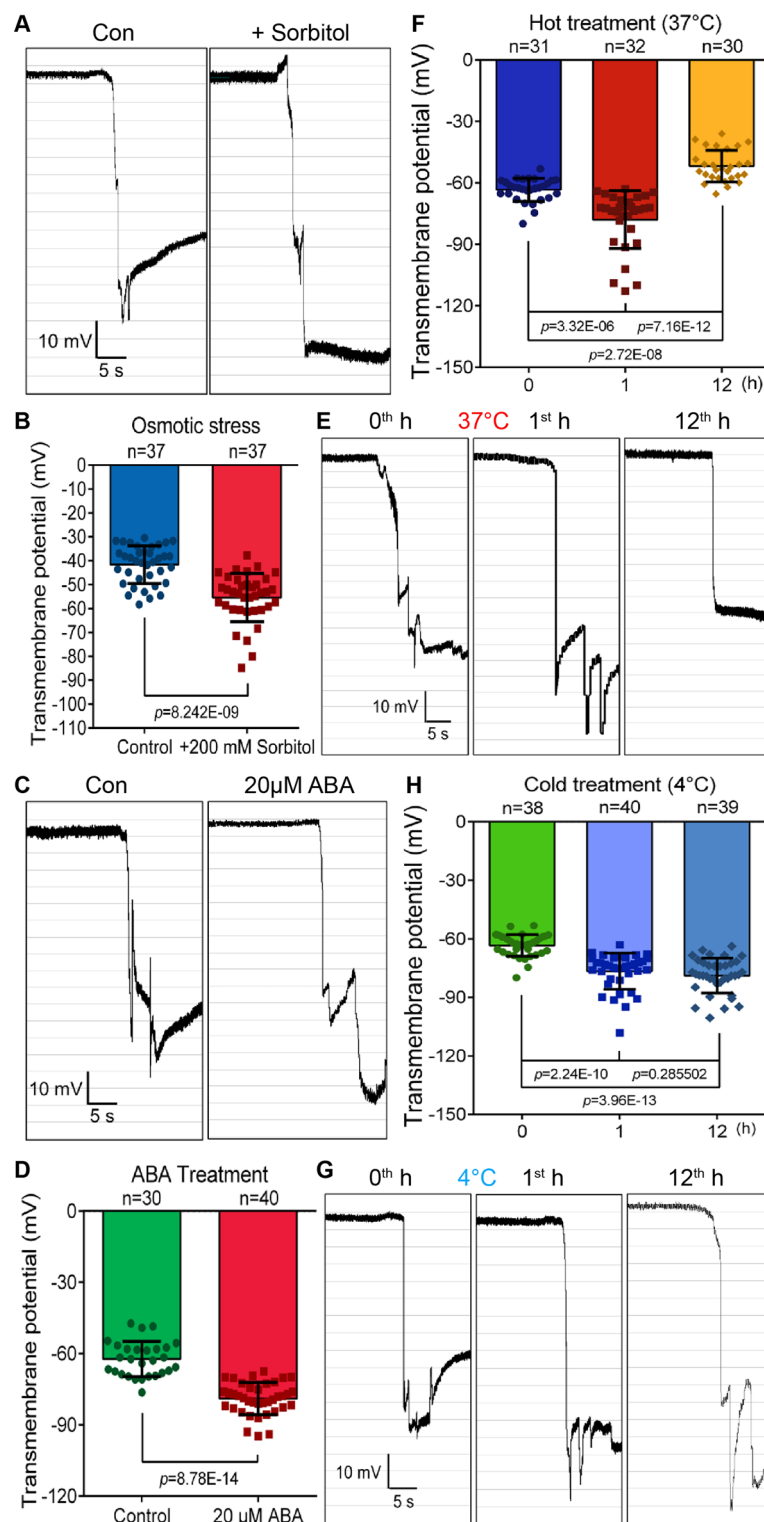 A
Con
+ Sorbitol
10 mV
5 s
B
Osmotic stress
n=37
n=37
Transmembrane potential (mV)
0
-10
-20
-30
-40
-50
-60
-70
-80
-90
-100
-110
p=8.242E-09
Control
+200 mM Sorbitol
C
Con
20µM ABA
10 mV
5 s
D
ABA Treatment
n=30
n=40
Transmembrane potential (mV)
0
-30
-60
-90
-120
p=8.78E-14
Control
20 µM ABA
F
Hot treatment (37°C)
n=31
n=32
n=30
Transmembrane potential (mV)
0
-30
-60
-90
-120
-150
p=3.32E-06
p=7.16E-12
p=2.72E-08
0
1
12
(h)
E
0th h
37°C
1st h
12th h
10 mV
5 s
H
Cold treatment (4°C)
n=38
n=40
n=39
Transmembrane potential (mV)
0
-30
-60
-90
-120
-150
p=2.24E-10
p=0.285502
p=3.96E-13
0
1
12
(h)
G
0th h
4°C
1st h
12th h
10 mV
5 s